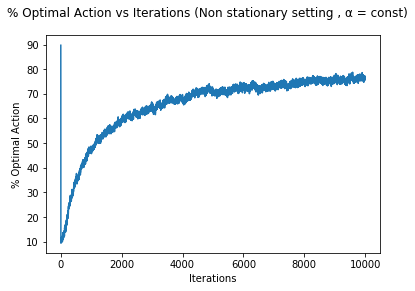 % Optimal Action vs Iterations (Non stationary setting , α = const)
90
80
70
60
50
40
30
20
10
% Optimal Action
0 2000 4000 6000 8000 10000
Iterations